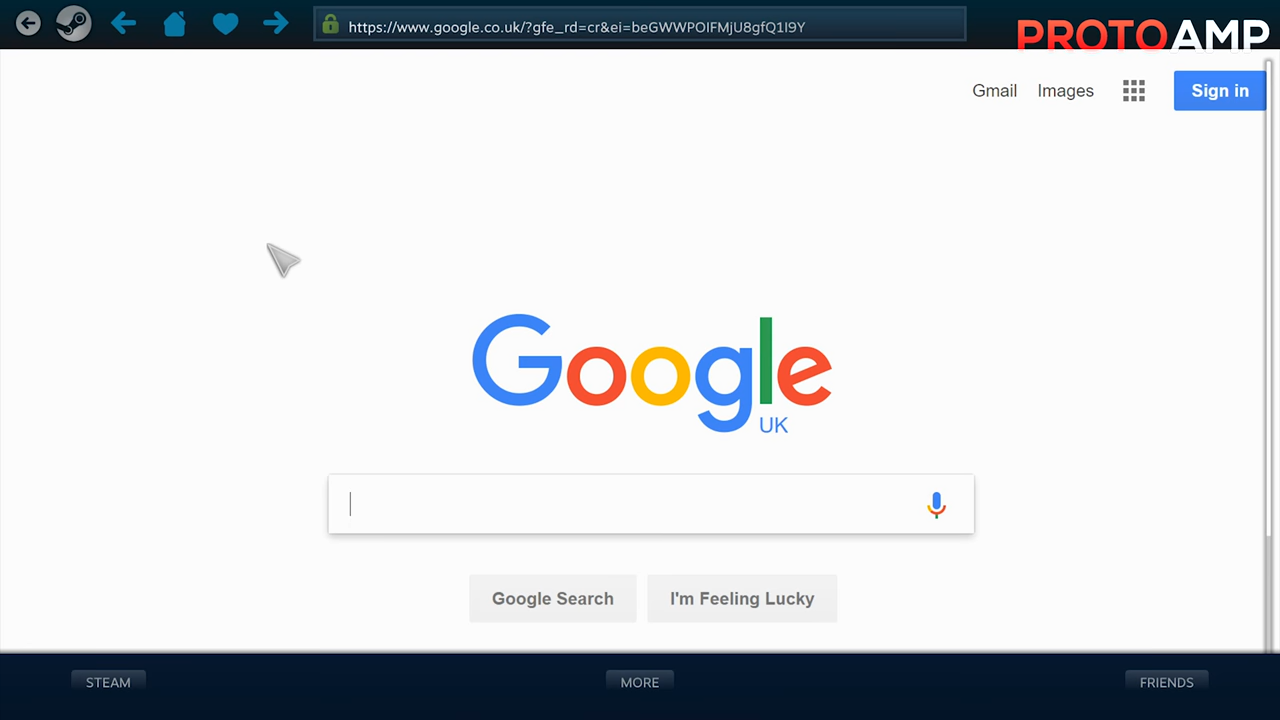 https://www.google.co.uk/?gfe_rd=cr&ei=beGWWPOIFMjU8gfQ1I9Y
PROTOAMP
Gmail Images Sign in
Google
UK
Google Search I'm Feeling Lucky
STEAM MORE FRIENDS